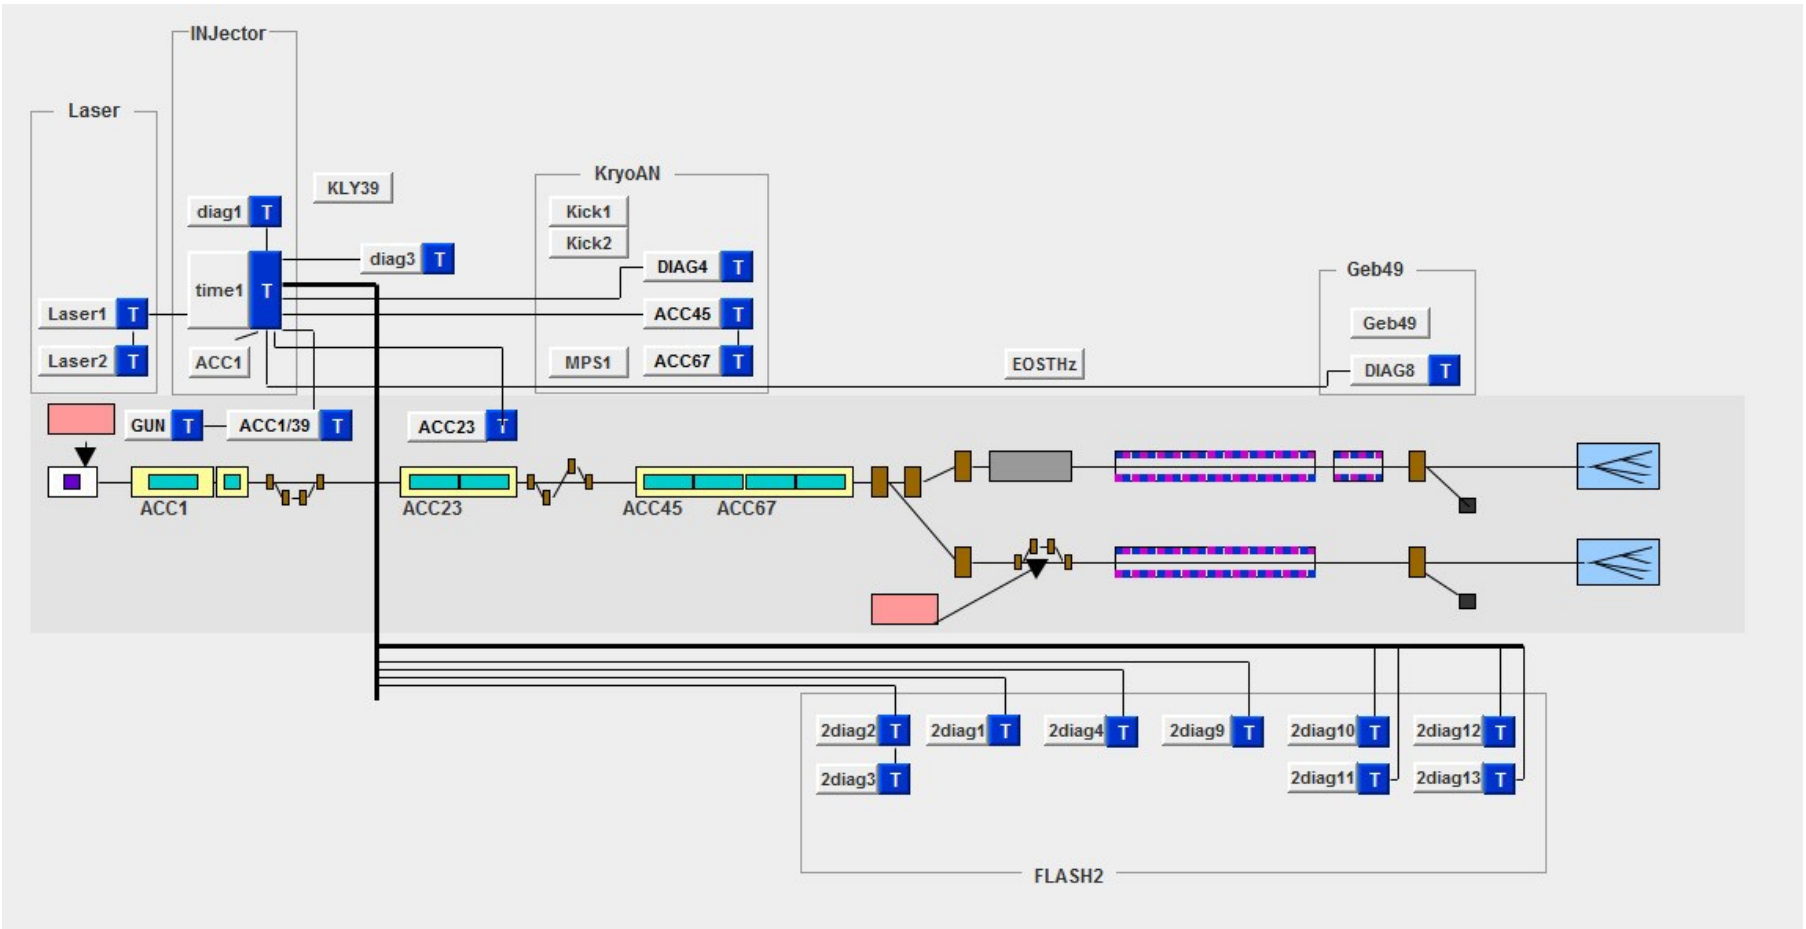 INJector
Laser
KLY39
KryoAN
diag1 T
Kick1
Kick2
diag3 T
DIAG4 T
Geb49
time1 T
Laser1 T
ACC45 T
Geb49
Laser2 T
ACC1
MPS1
ACC67 T
EOSTHz
DIAG8 T
GUN T
ACC1/39 T
ACC23 T
ACC1
ACC23
ACC45
ACC67
2diag2 T
2diag1 T
2diag4 T
2diag9 T
2diag10 T
2diag12 T
2diag3 T
2diag11 T
2diag13 T
FLASH2